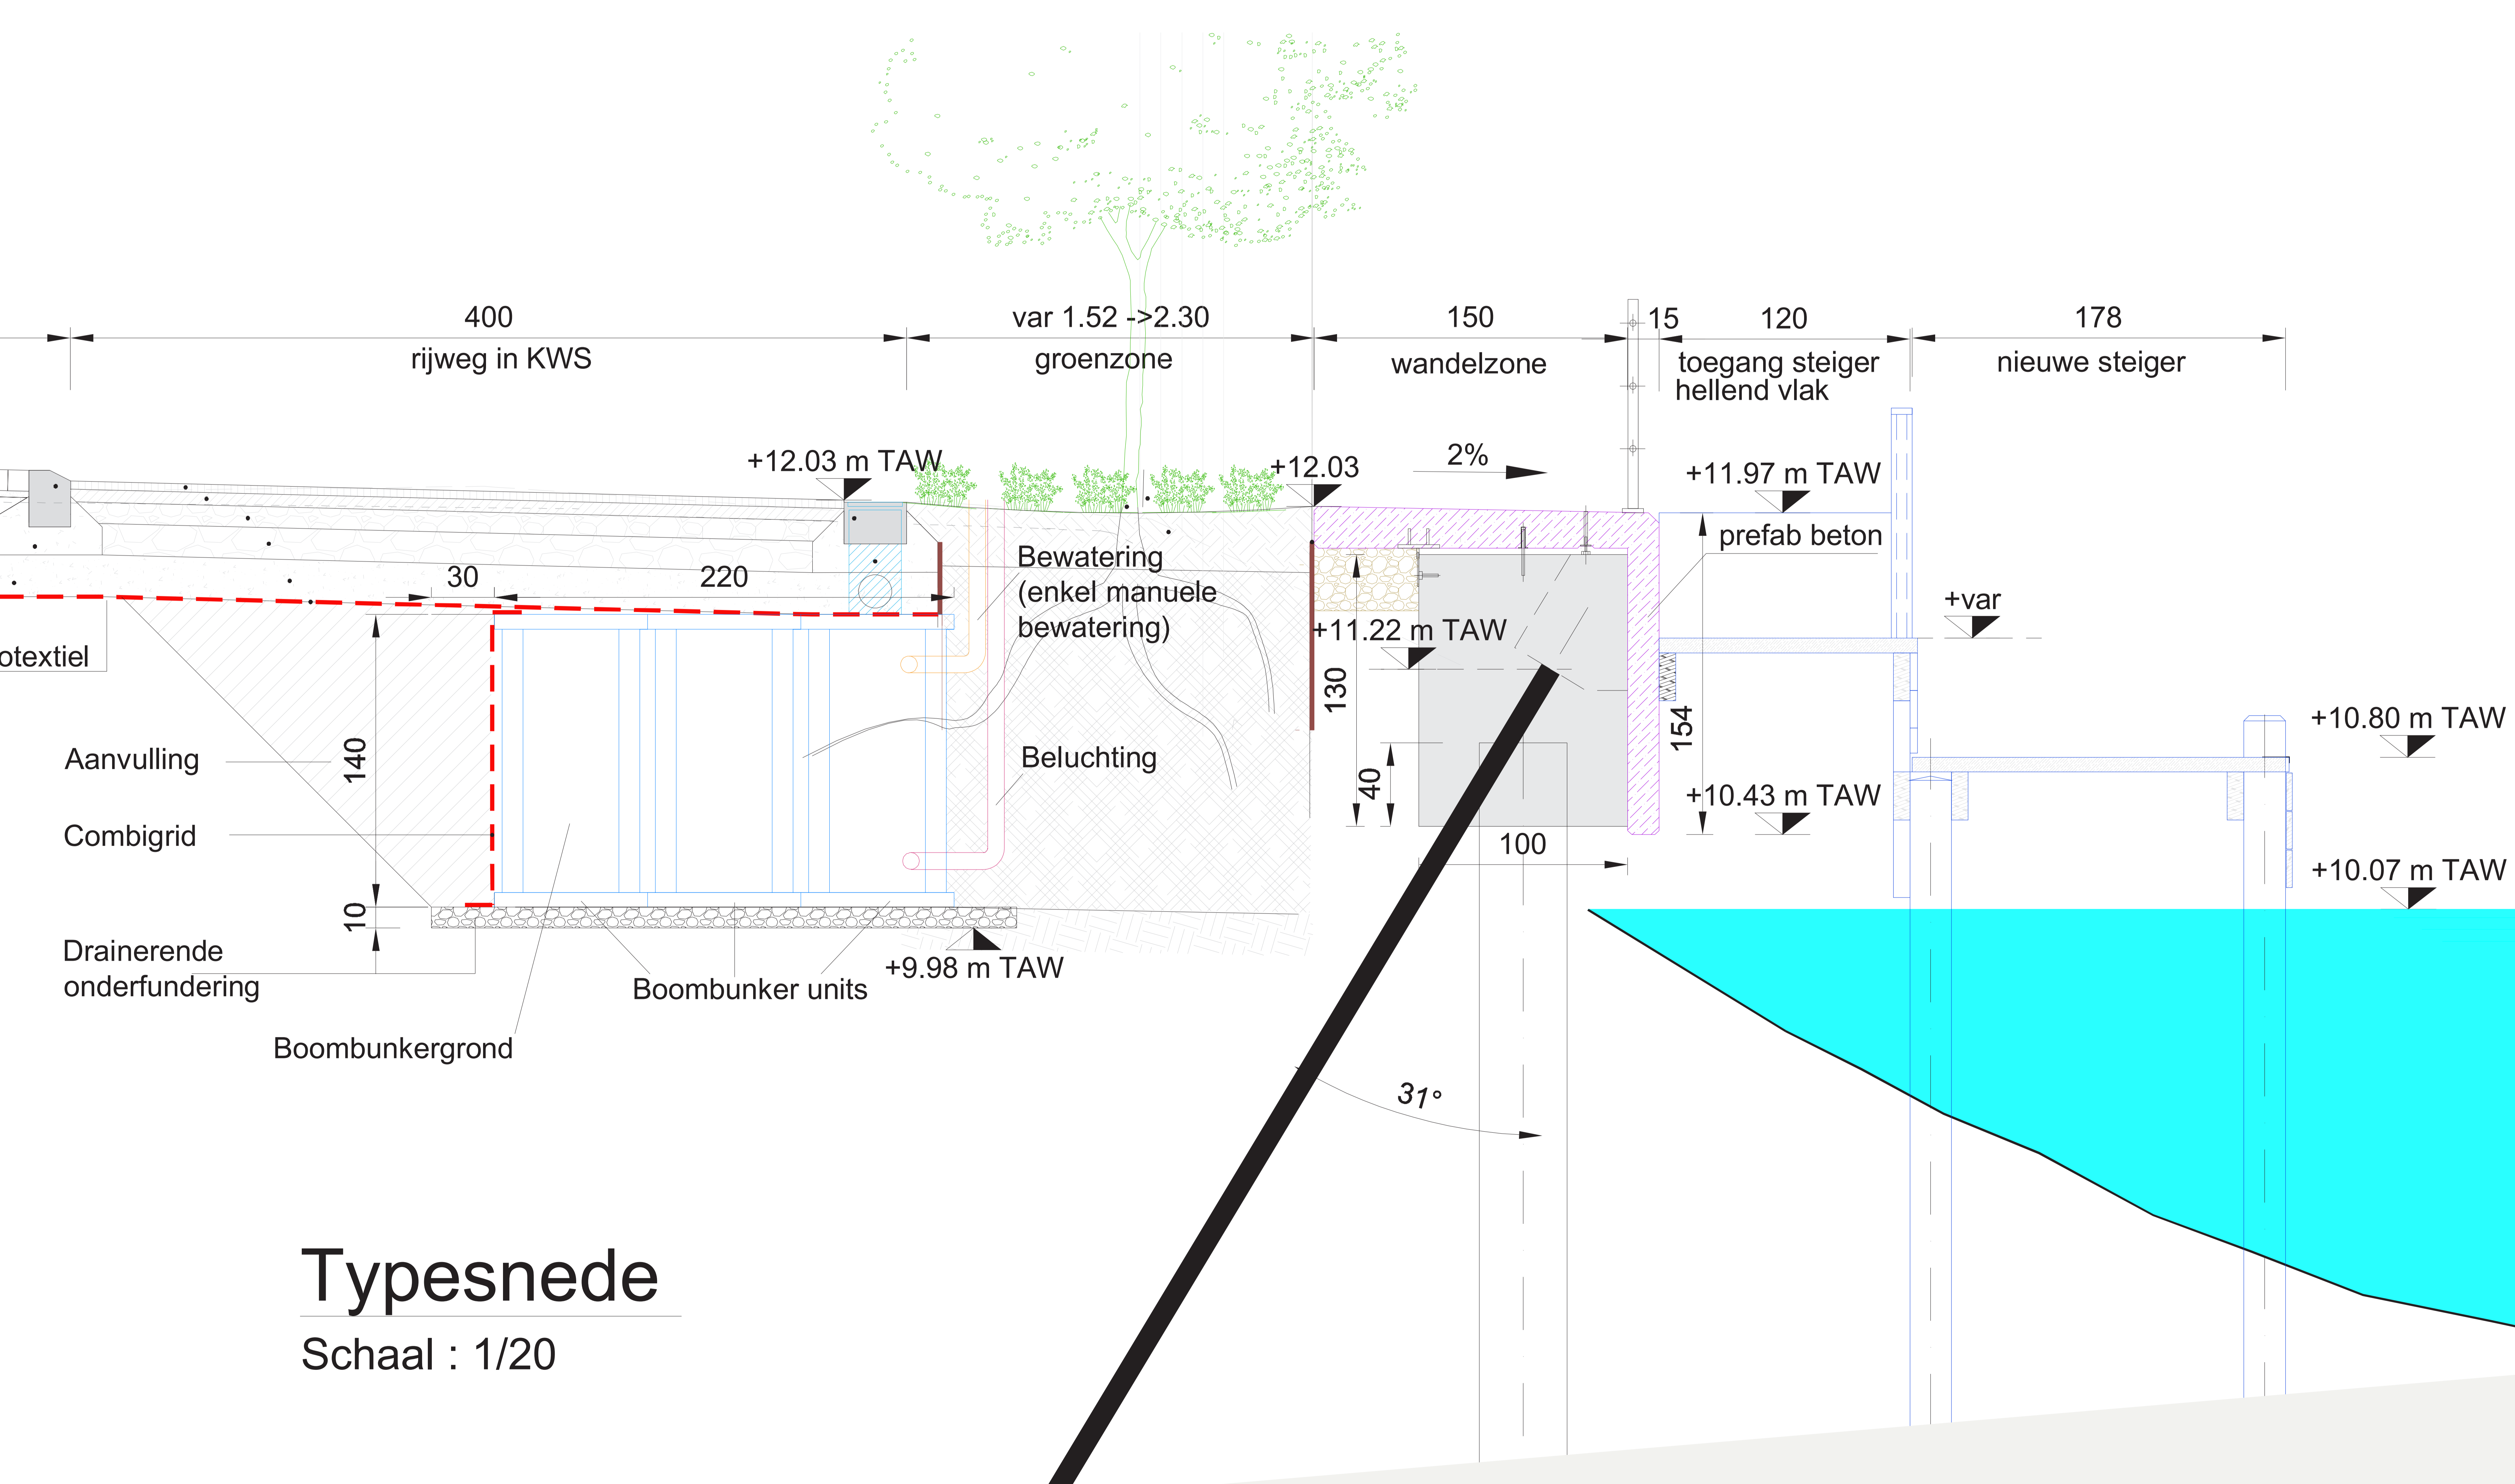 400
var 1.52 ->2.30
150
15
120
178
rijweg in KWS
groenzone
wandelzone
toegang steiger
hellend vlak
nieuwe steiger
+12.03 m TAW
+12.03
2%
+11.97 m TAW
prefab beton
30
220
Bewatering
(enkel manuele
bewatering)
+var
+11.22 m TAW
otextiel
130
154
+10.80 m TAW
Aanvulling
140
Beluchting
40
+10.43 m TAW
Combigrid
100
+10.07 m TAW
10
Drainerende
onderfundering
+9.98 m TAW
Boombunker units
Boombunkergrond
31°
Typesnede
Schaal : 1/20